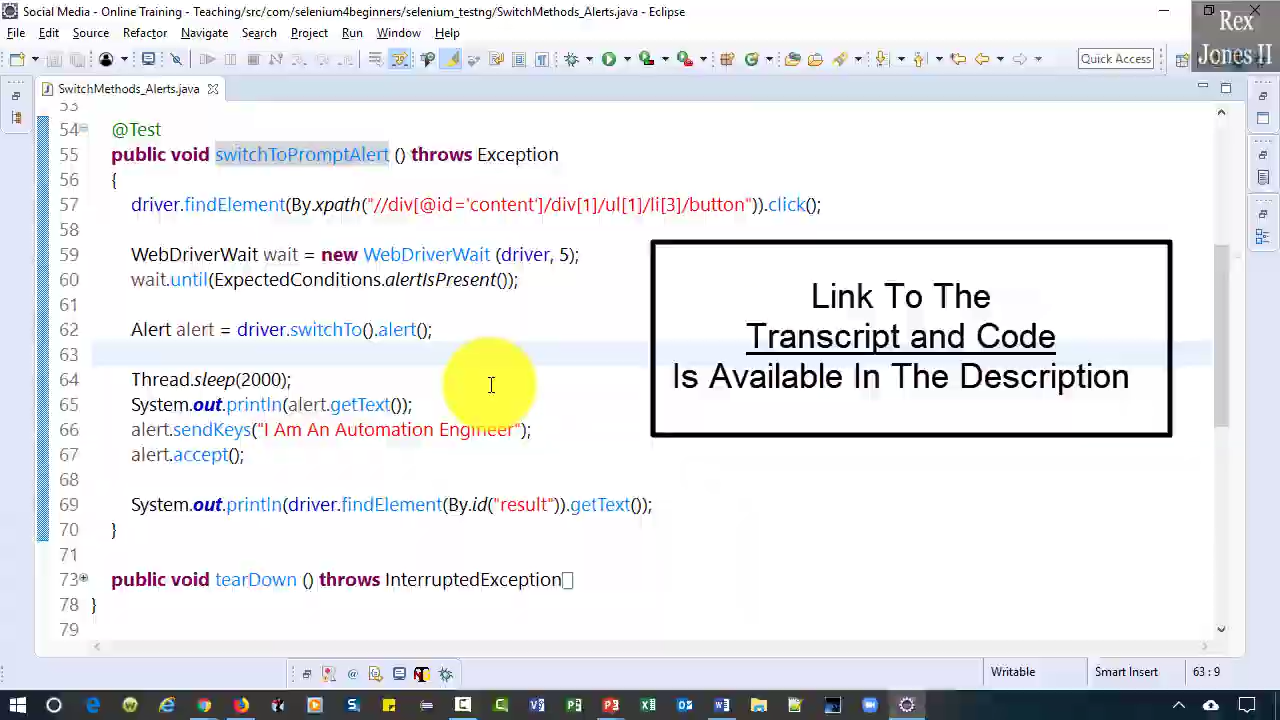 Social Media - Online Training - Teaching/src/com/selenium4beginners/selenium_testng/SwitchMethods_Alerts.java - Eclipse
Rex
Jones II
File Edit Source Refactor Navigate Search Project Run Window Help
Quick Access
SwitchMethods_Alerts.java
53
54 @Test
55 public void switchToPromptAlert () throws Exception
56 {
57 driver.findElement(By.xpath("//div[@id='content']/div[1]/ul[1]/li[3]/button")).click();
58
59 WebDriverWait wait = new WebDriverWait (driver, 5);
60 wait.until(ExpectedConditions.alertIsPresent());
61
62 Alert alert = driver.switchTo().alert();
63
64 Thread.sleep(2000);
65 System.out.println(alert.getText());
66 alert.sendKeys("I Am An Automation Engineer");
67 alert.accept();
68
69 System.out.println(driver.findElement(By.id("result")).getText());
70 }
71
73 public void tearDown () throws InterruptedException
78 }
79
Link To The
Transcript and Code
Is Available In The Description
Writable Smart Insert 63 : 9